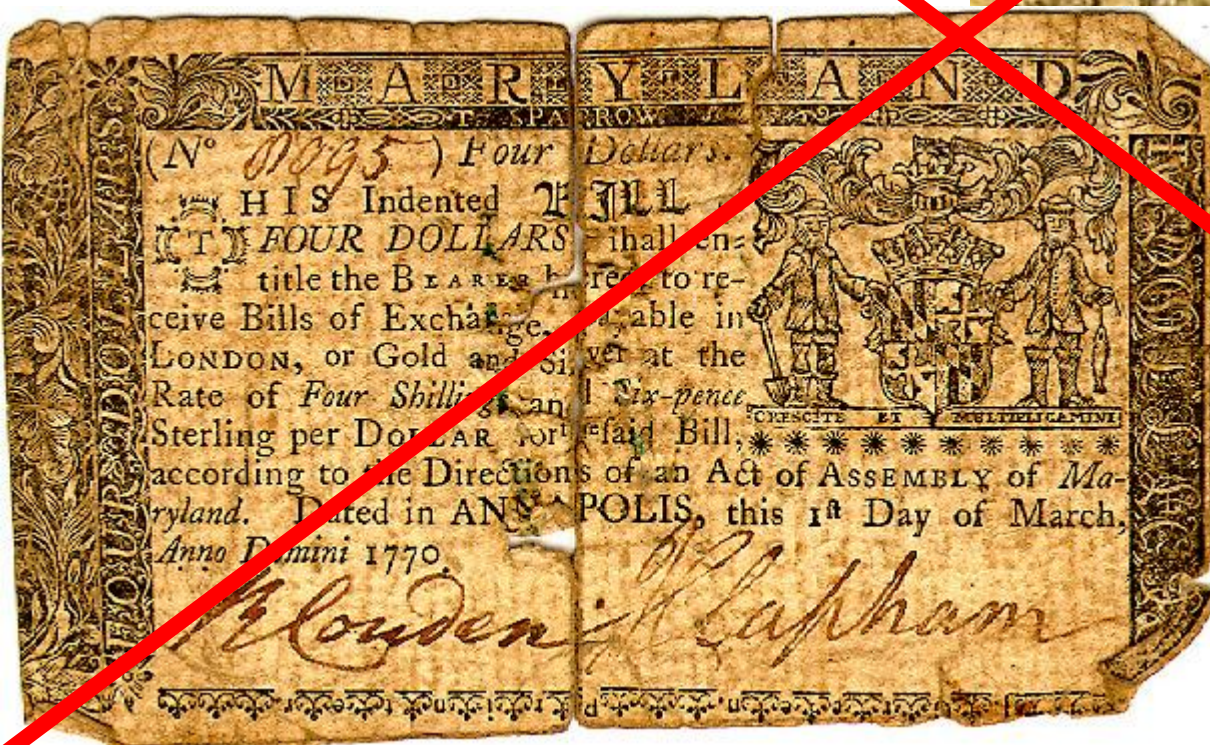 MARYLAND
T. SPARROW
(N° 8095) Four Dollars.
THIS Indented BILL
FOUR DOLLARS ſhall en-
title the BEARER hereof to re-
ceive Bills of Exchange, payable in
LONDON, or Gold and Silver at the
Rate of Four Shillings and Six-pence
Sterling per DOLLAR for the ſaid Bill,
CRESCITE ET MULTIPLICAMINI
according to the Directions of an Act of ASSEMBLY of Ma-
ryland. Dated in ANNAPOLIS, this 1ſt Day of March,
Anno Domini 1770.
Clapham
FOUR DOLLARS